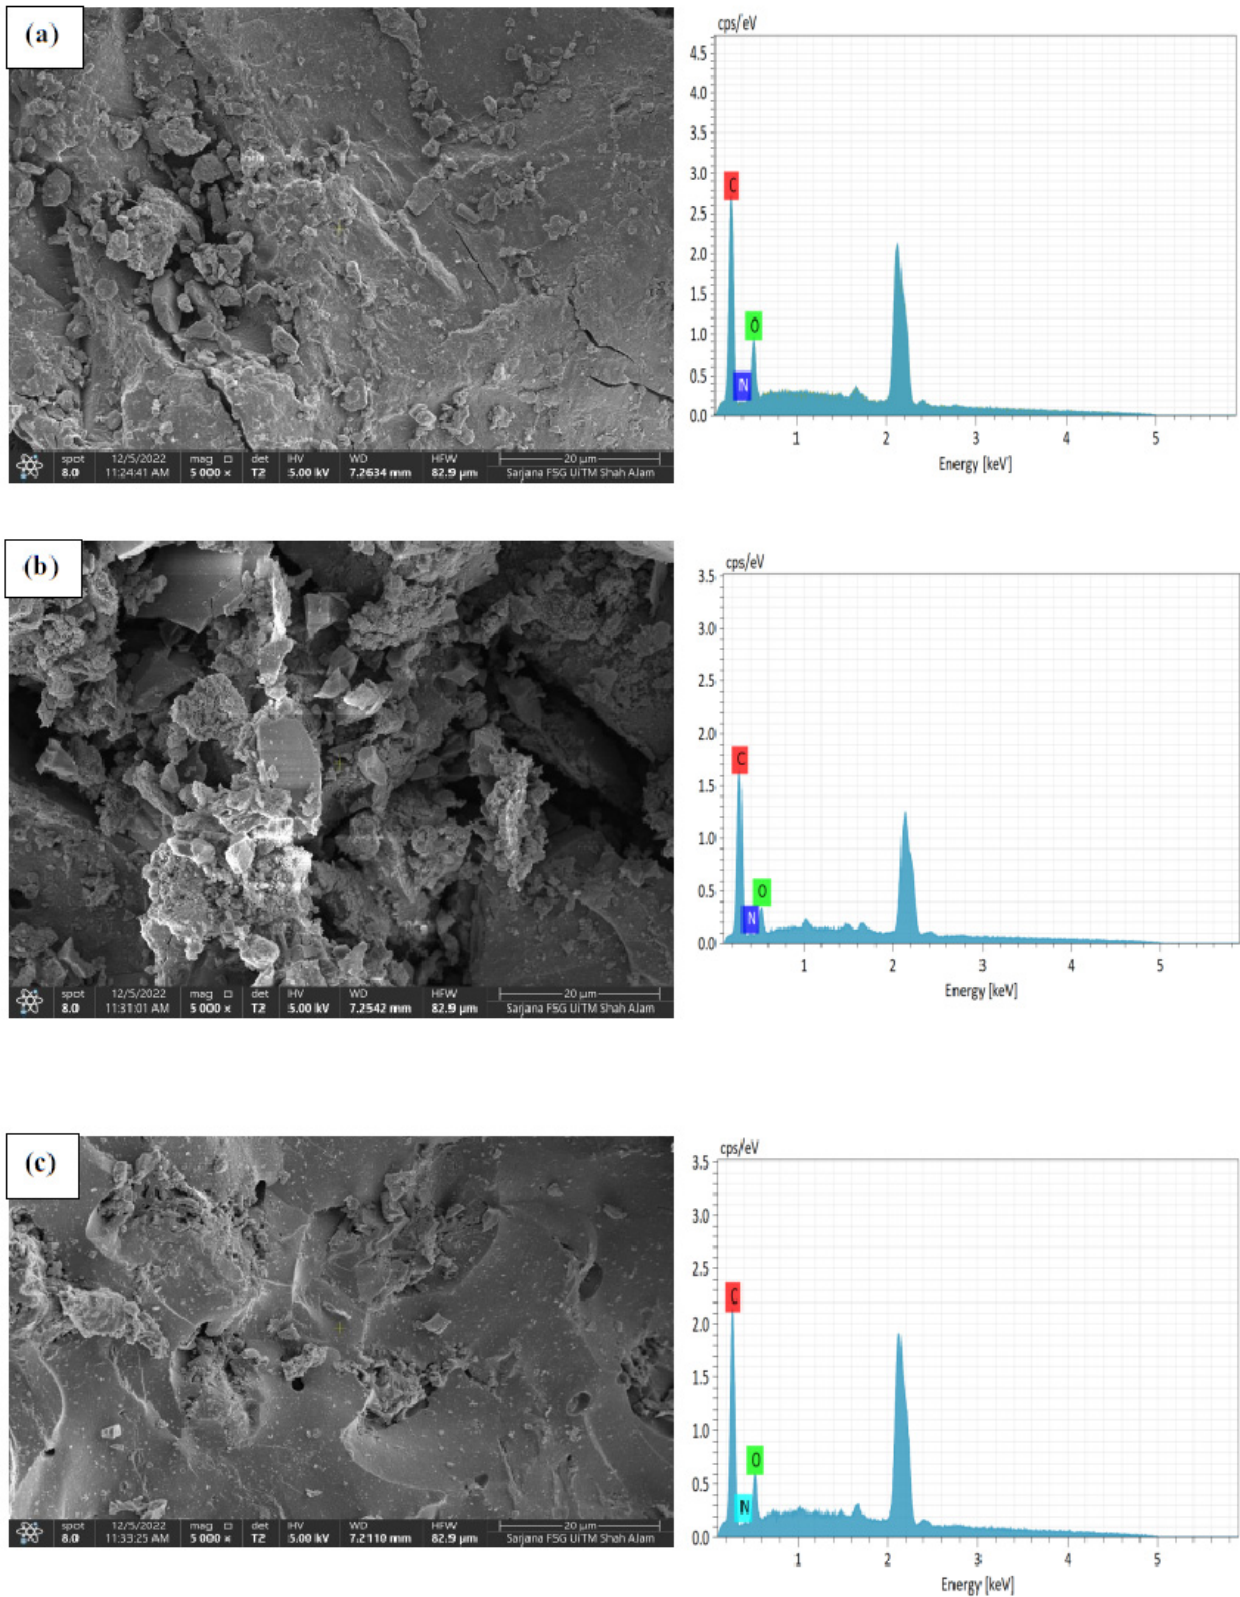 (a)
spot 12/5/2022 mag □ det HV WD HFW 20 µm
8.0 11:24:41 AM 5 000 x T2 5.00 kV 7.2634 mm 82.9 µm Sarjana FSG UiTM Shah Alam
cps/eV
4.5
4.0
3.5
3.0
C
2.5
2.0
1.5
O
1.0
N
0.5
0.0
1 2 3 4 5
Energy [keV]
(b)
spot 12/5/2022 mag □ det HV WD HFW 20 µm
8.0 11:31:01 AM 5 000 x T2 5.00 kV 7.2542 mm 82.9 µm Sarjana FSG UiTM Shah Alam
cps/eV
3.5
3.0
2.5
2.0
C
1.5
1.0
O
0.5
N
0.0
1 2 3 4 5
Energy [keV]
(c)
spot 12/5/2022 mag □ det HV WD HFW 20 µm
8.0 11:33:25 AM 5 000 x T2 5.00 kV 7.2110 mm 82.9 µm Sarjana FSG UiTM Shah Alam
cps/eV
3.5
3.0
2.5
C
2.0
1.5
1.0
O
0.5
N
0.0
1 2 3 4 5
Energy [keV]